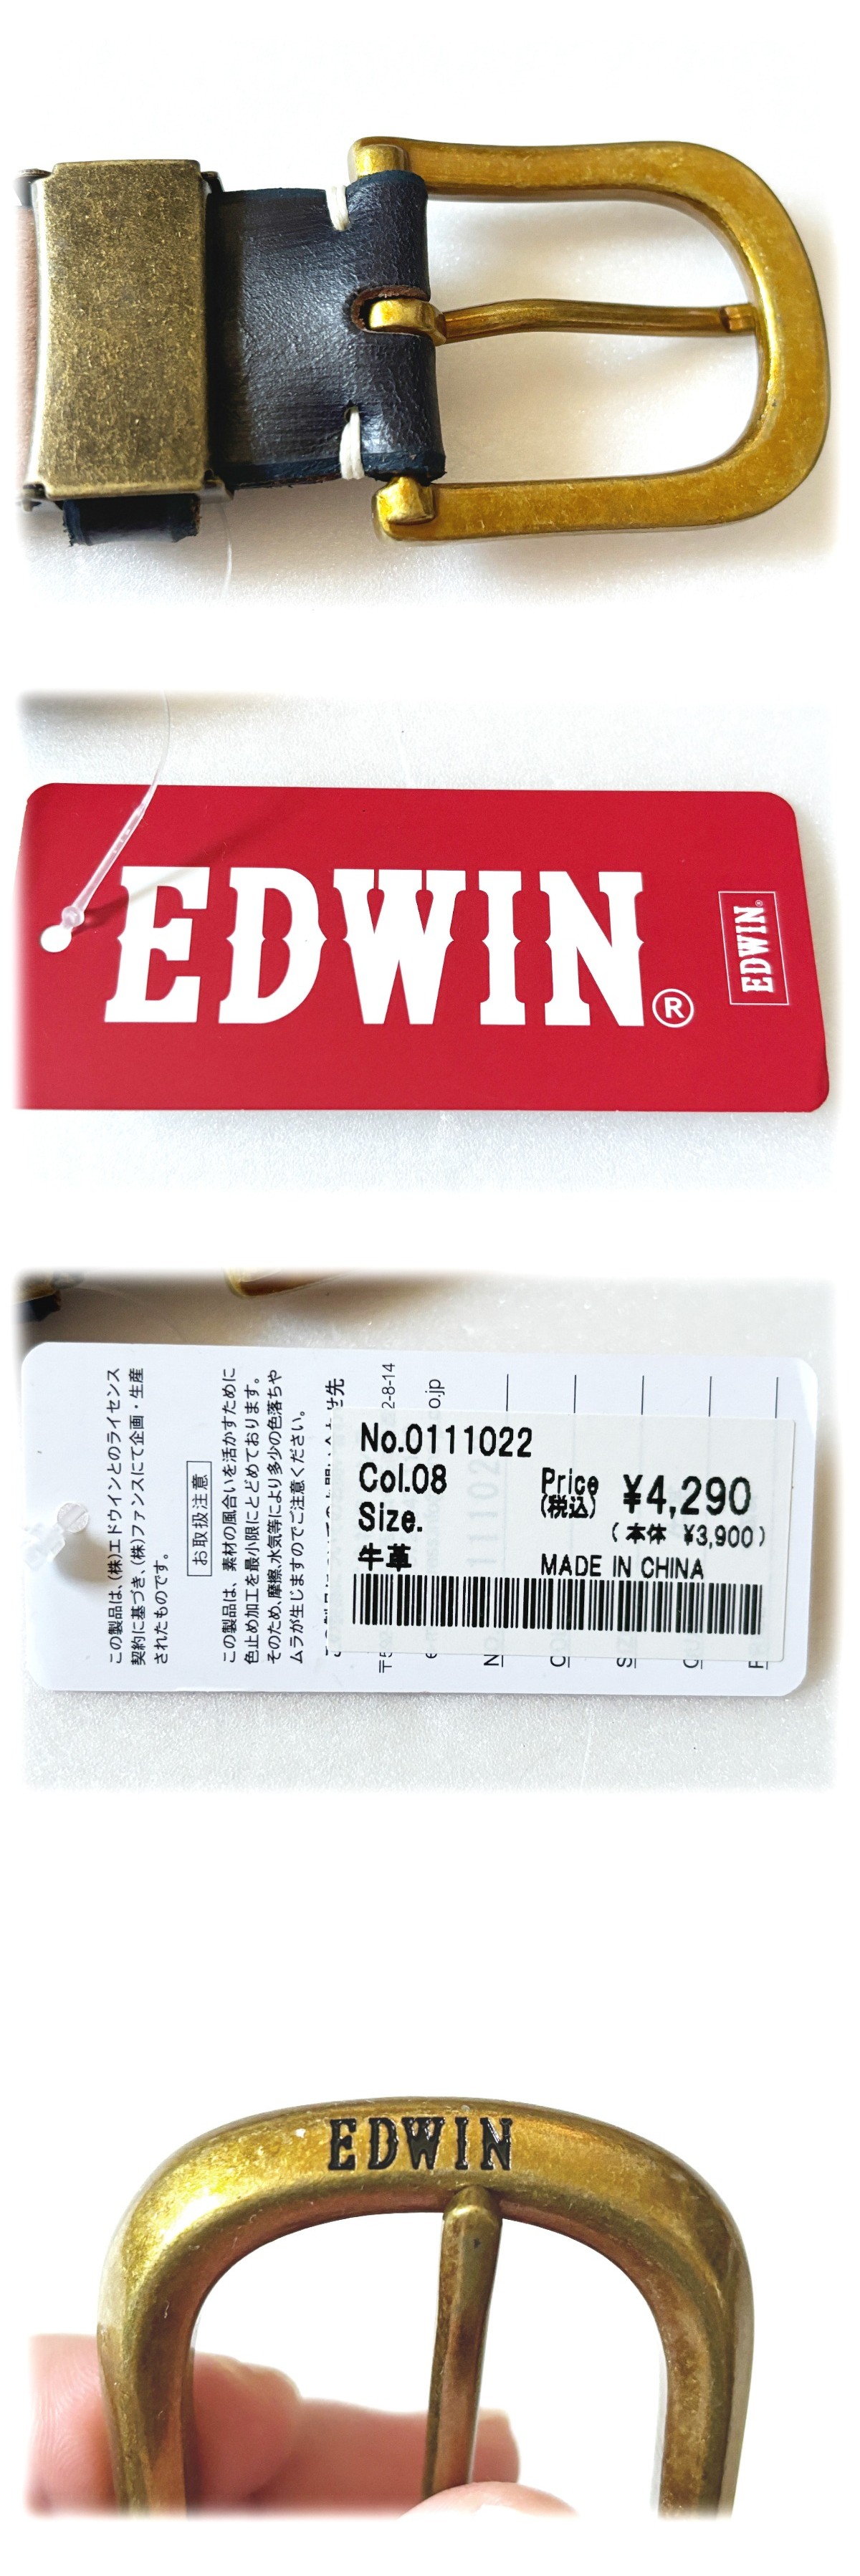 EDWIN®
EDWIN®
この製品は、(株)エドウインとのライセンス
契約に基づき、(株)ファンスにて企画・生産
されたものです。
お取扱注意
この製品は、素材の風合いを活かすために
色止め加工を最小限にとどめております。
そのため、摩擦、水気等により多少の色落ちや
ムラが生じますのでご注意ください。
2-8-14
o.jp
No.0111022
Col.08
Size.
牛革
Price
(税込)
¥4,290
(本体 ¥3,900)
MADE IN CHINA
EDWIN